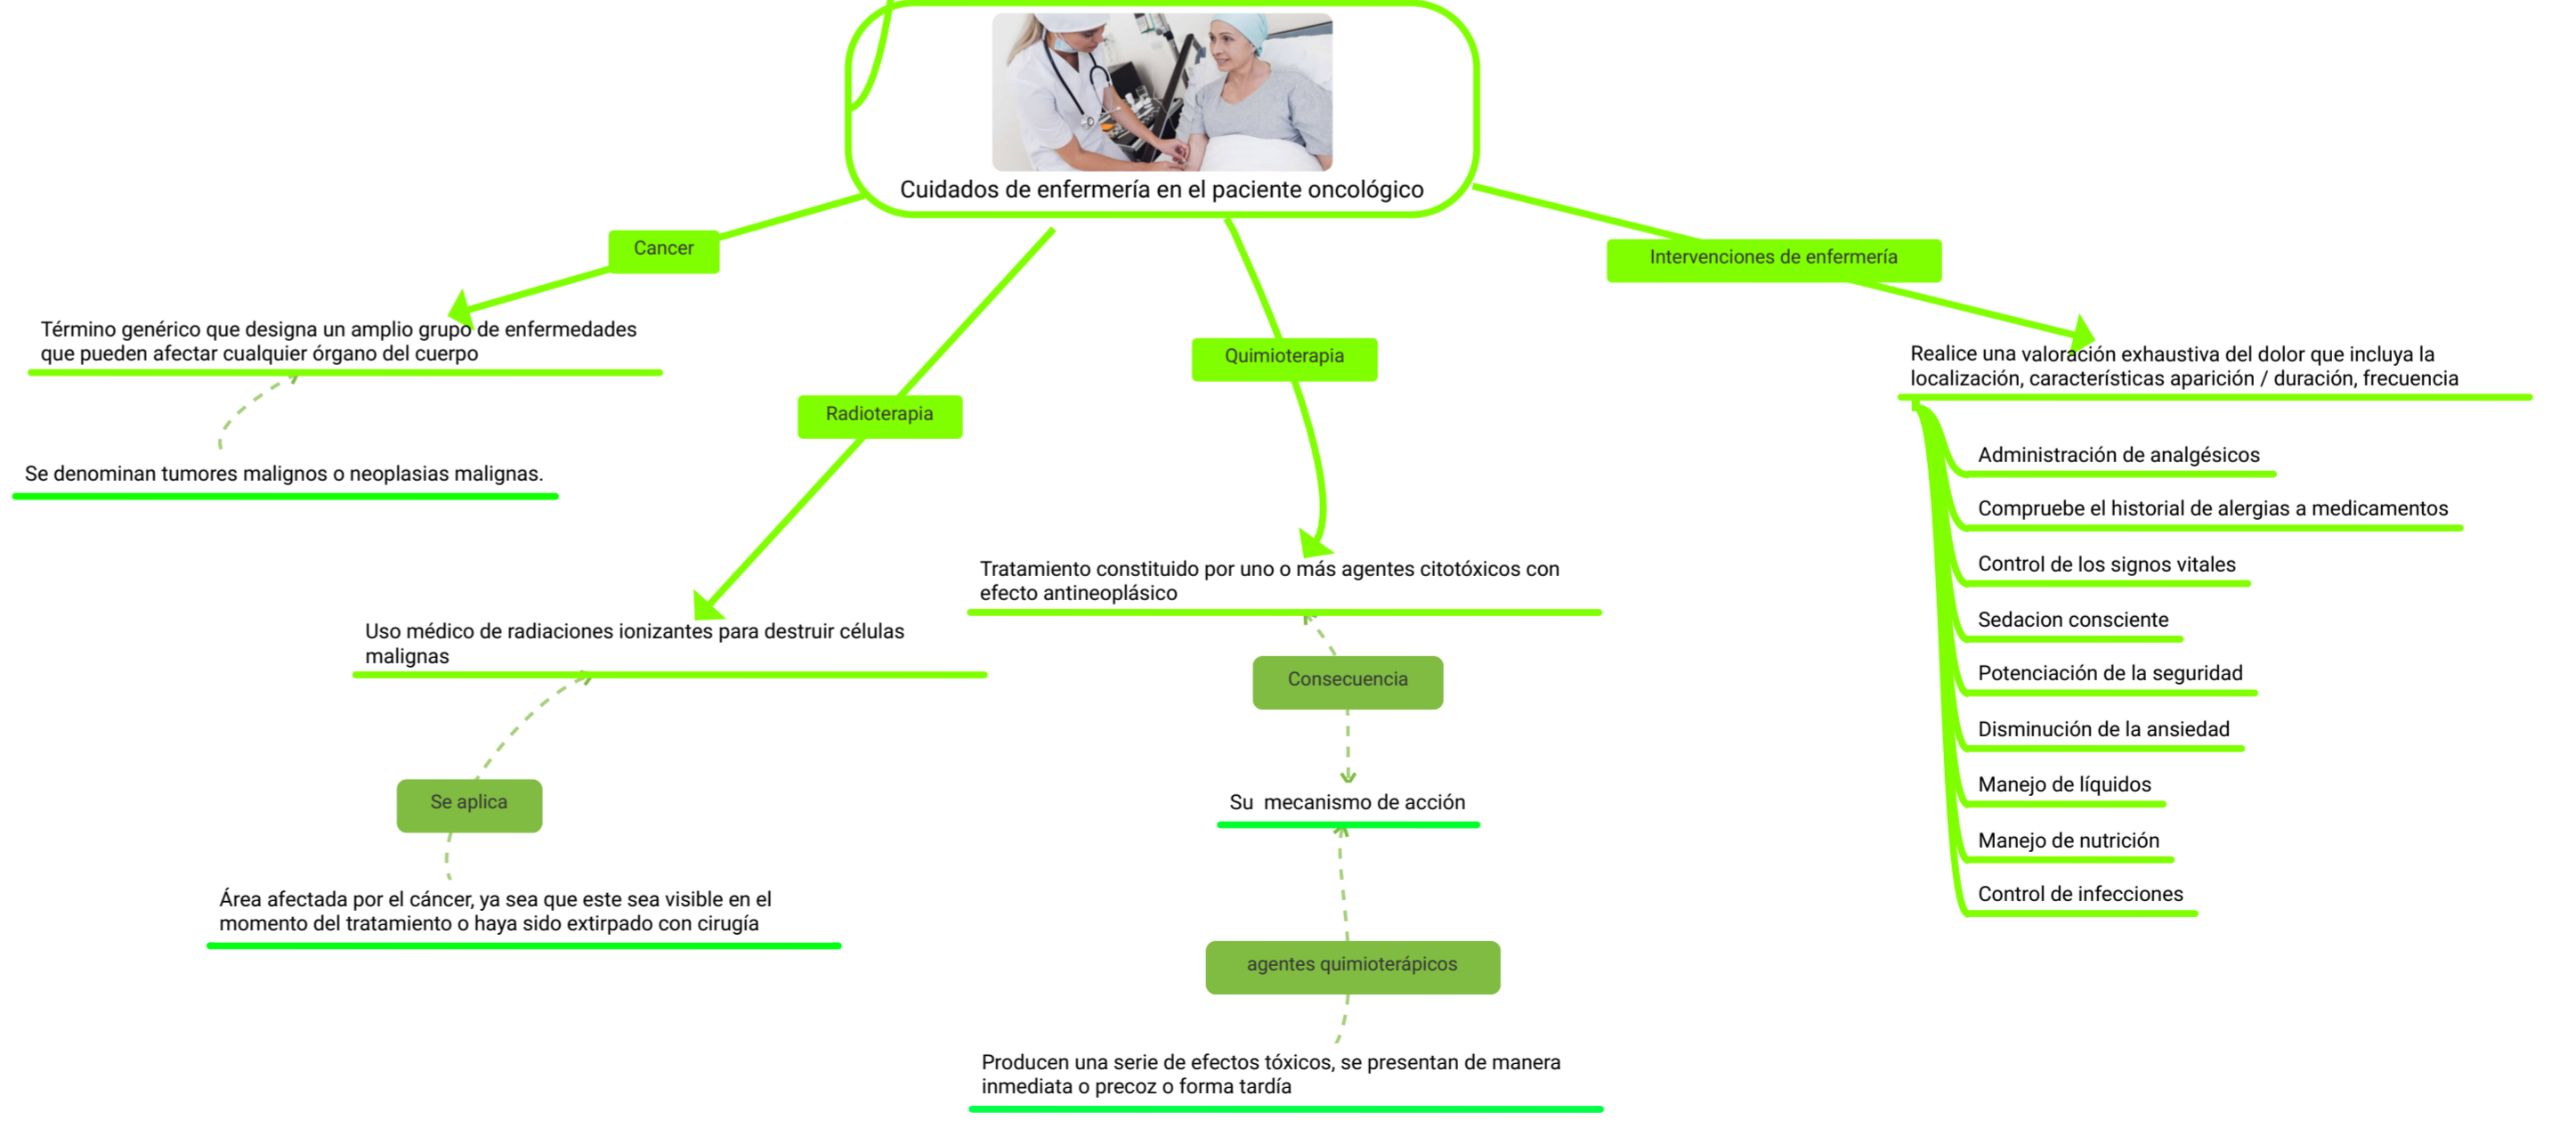 Cuidados de enfermería en el paciente oncológico
Cancer
Término genérico que designa un amplio grupo de enfermedades
que pueden afectar cualquier órgano del cuerpo
Se denominan tumores malignos o neoplasias malignas.
Radioterapia
Uso médico de radiaciones ionizantes para destruir células
malignas
Se aplica
Área afectada por el cáncer, ya sea que este sea visible en el
momento del tratamiento o haya sido extirpado con cirugía
Quimioterapia
Tratamiento constituido por uno o más agentes citotóxicos con
efecto antineoplásico
Consecuencia
Su  mecanismo de acción
agentes quimioterápicos
Producen una serie de efectos tóxicos, se presentan de manera
inmediata o precoz o forma tardía
Intervenciones de enfermería
Realice una valoración exhaustiva del dolor que incluya la
localización, características aparición / duración, frecuencia
Administración de analgésicos
Compruebe el historial de alergias a medicamentos
Control de los signos vitales
Sedacion consciente
Potenciación de la seguridad
Disminución de la ansiedad
Manejo de líquidos
Manejo de nutrición
Control de infecciones